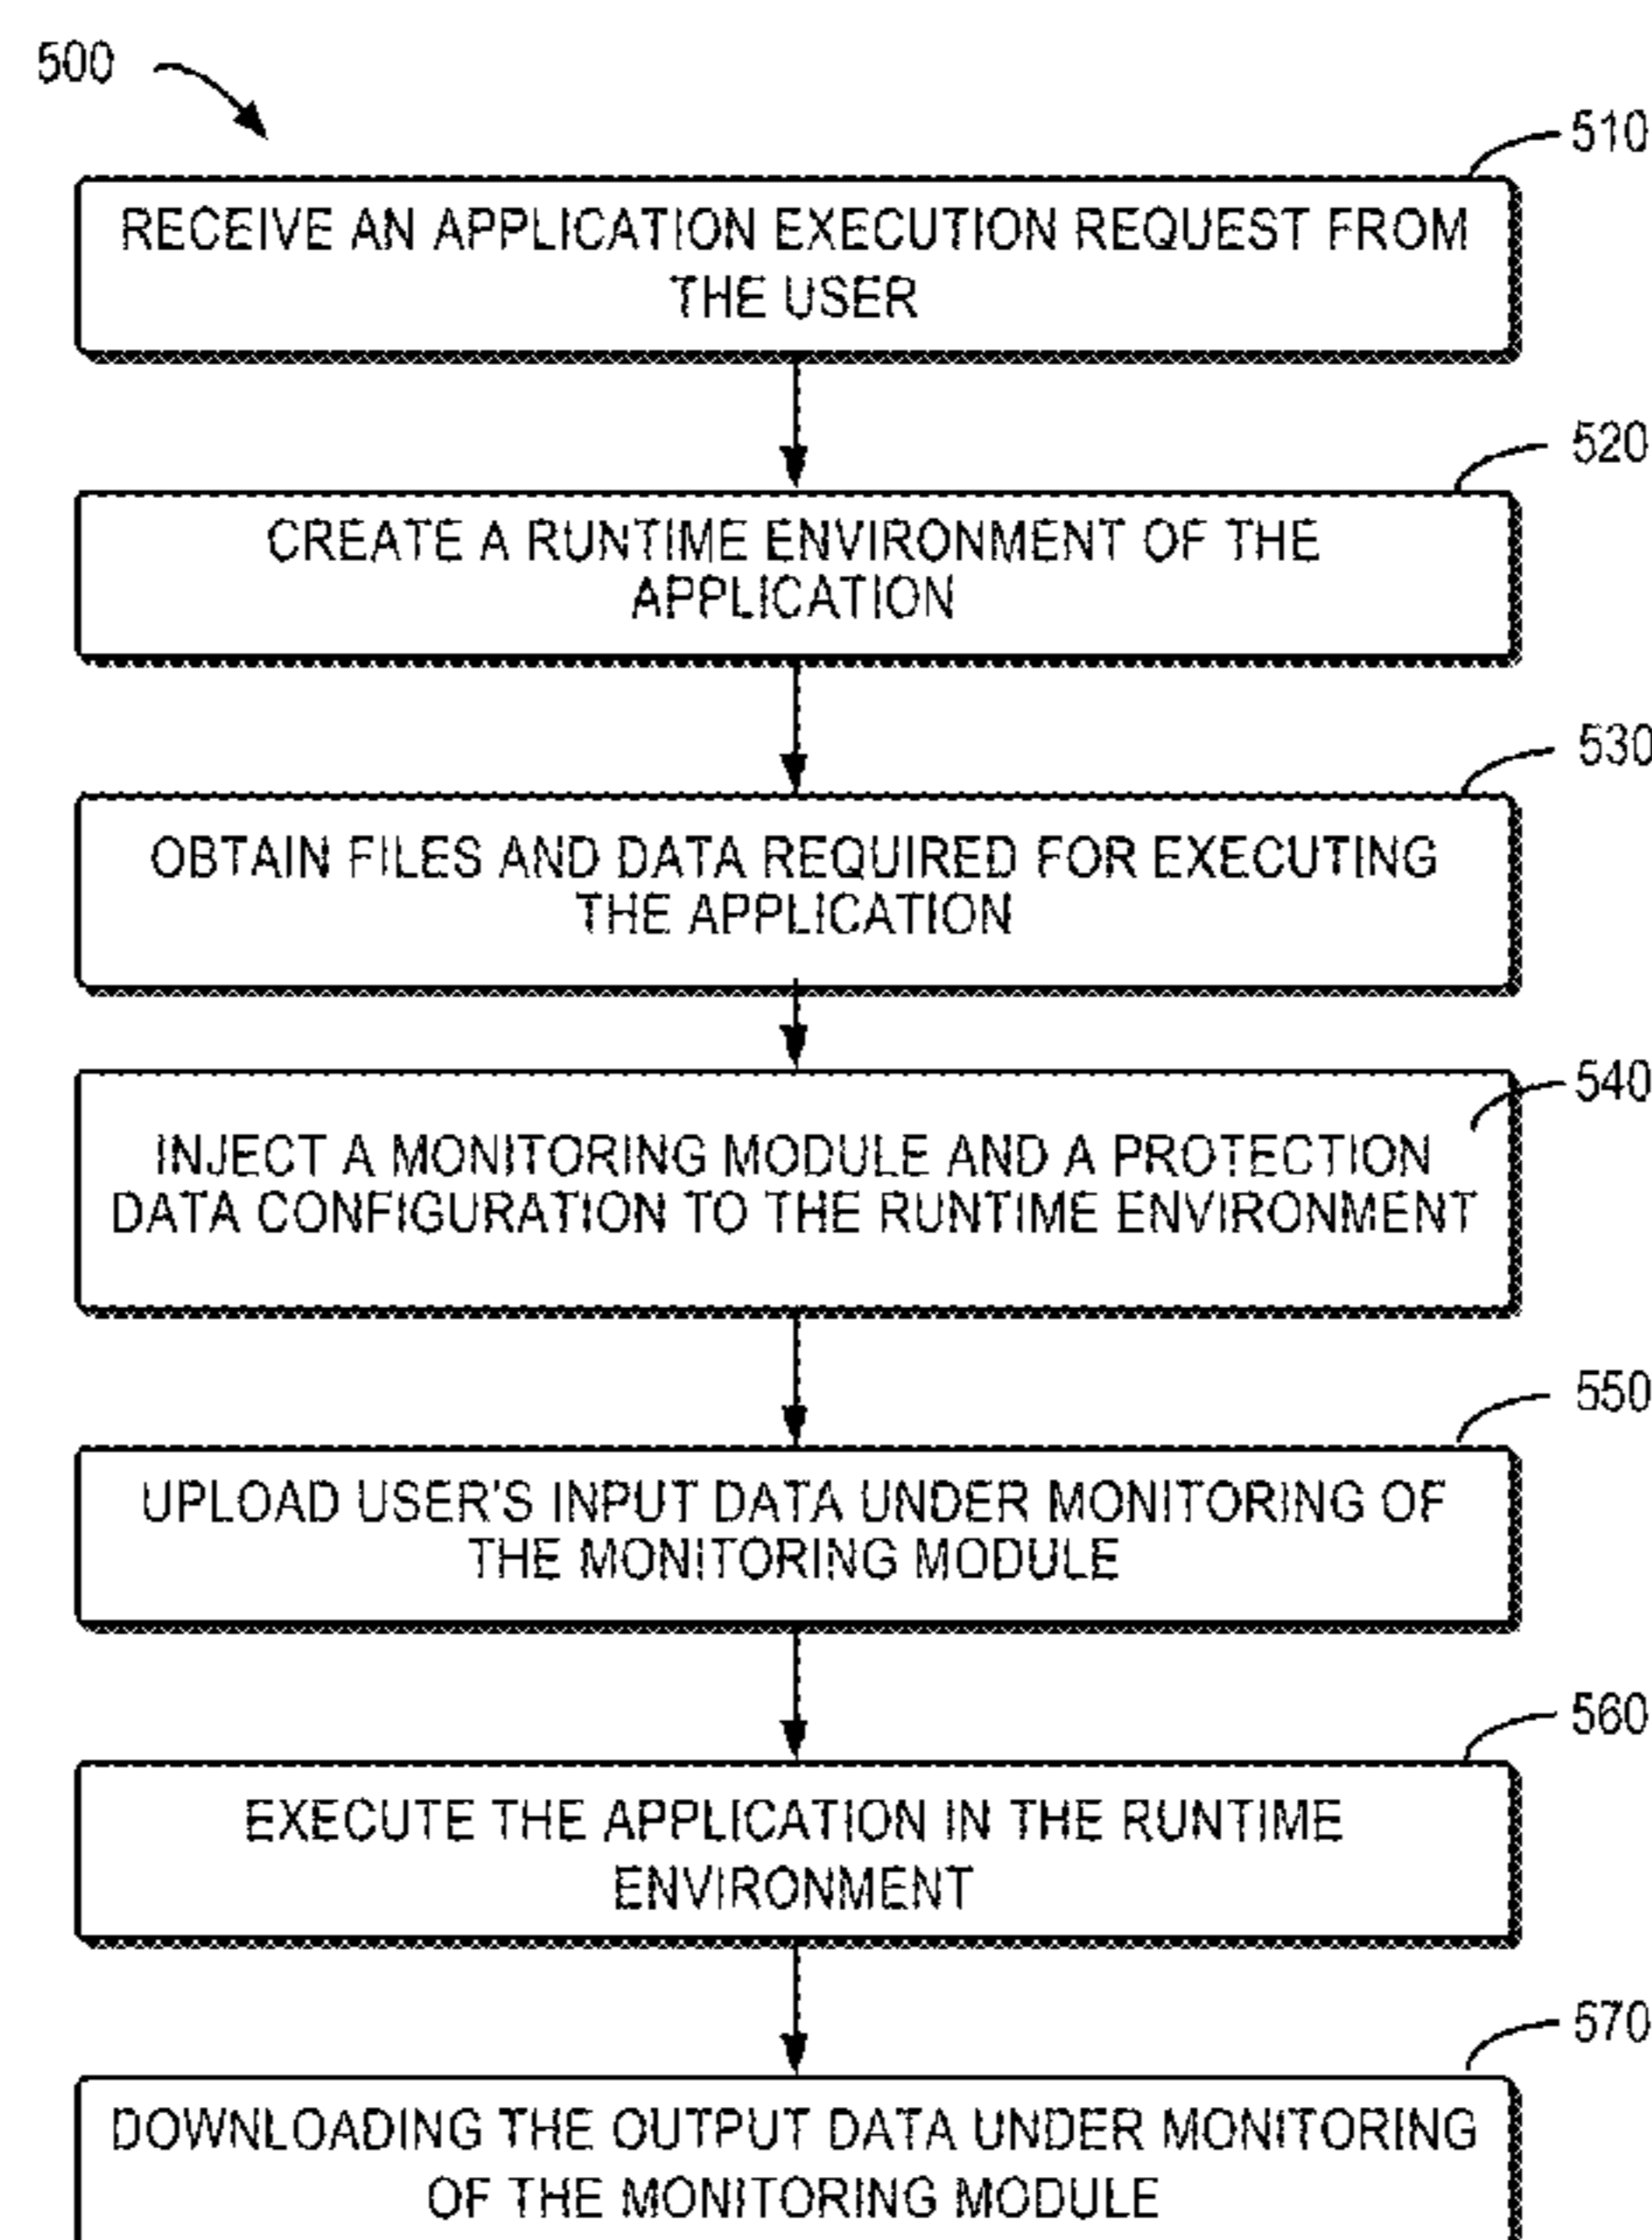 500
510
RECEIVE AN APPLICATION EXECUTION REQUEST FROM
THE USER
520
CREATE A RUNTIME ENVIRONMENT OF THE
APPLICATION
530
OBTAIN FILES AND DATA REQUIRED FOR EXECUTING
THE APPLICATION
540
INJECT A MONITORING MODULE AND A PROTECTION
DATA CONFIGURATION TO THE RUNTIME ENVIRONMENT
550
UPLOAD USER'S INPUT DATA UNDER MONITORING OF
THE MONITORING MODULE
560
EXECUTE THE APPLICATION IN THE RUNTIME
ENVIRONMENT
570
DOWNLOADING THE OUTPUT DATA UNDER MONITORING
OF THE MONITORING MODULE